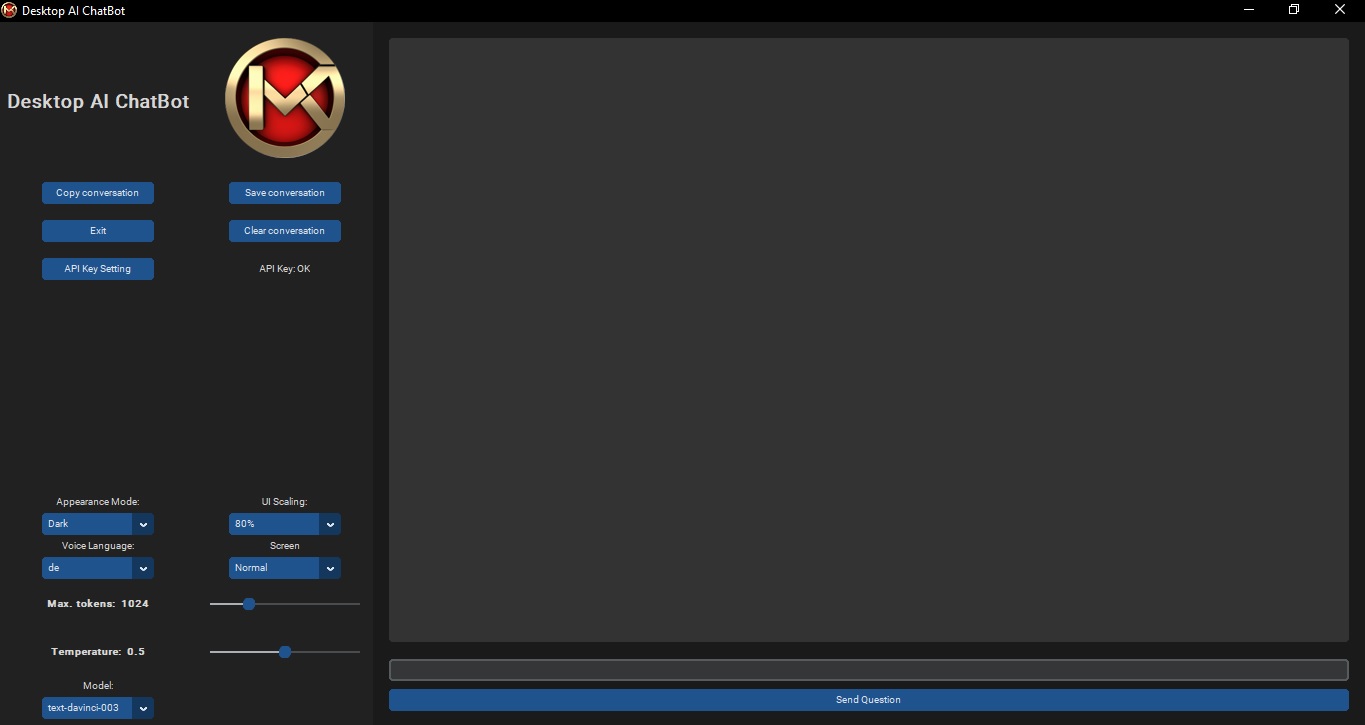 Desktop AI ChatBot
Desktop AI ChatBot
Copy conversation
Save conversation
Exit
Clear conversation
API Key Setting
API Key: OK
Appearance Mode:
UI Scaling:
Dark
80%
Voice Language:
Screen
de
Normal
Max. tokens: 1024
Temperature: 0.5
Model:
text-davinci-003
Send Question